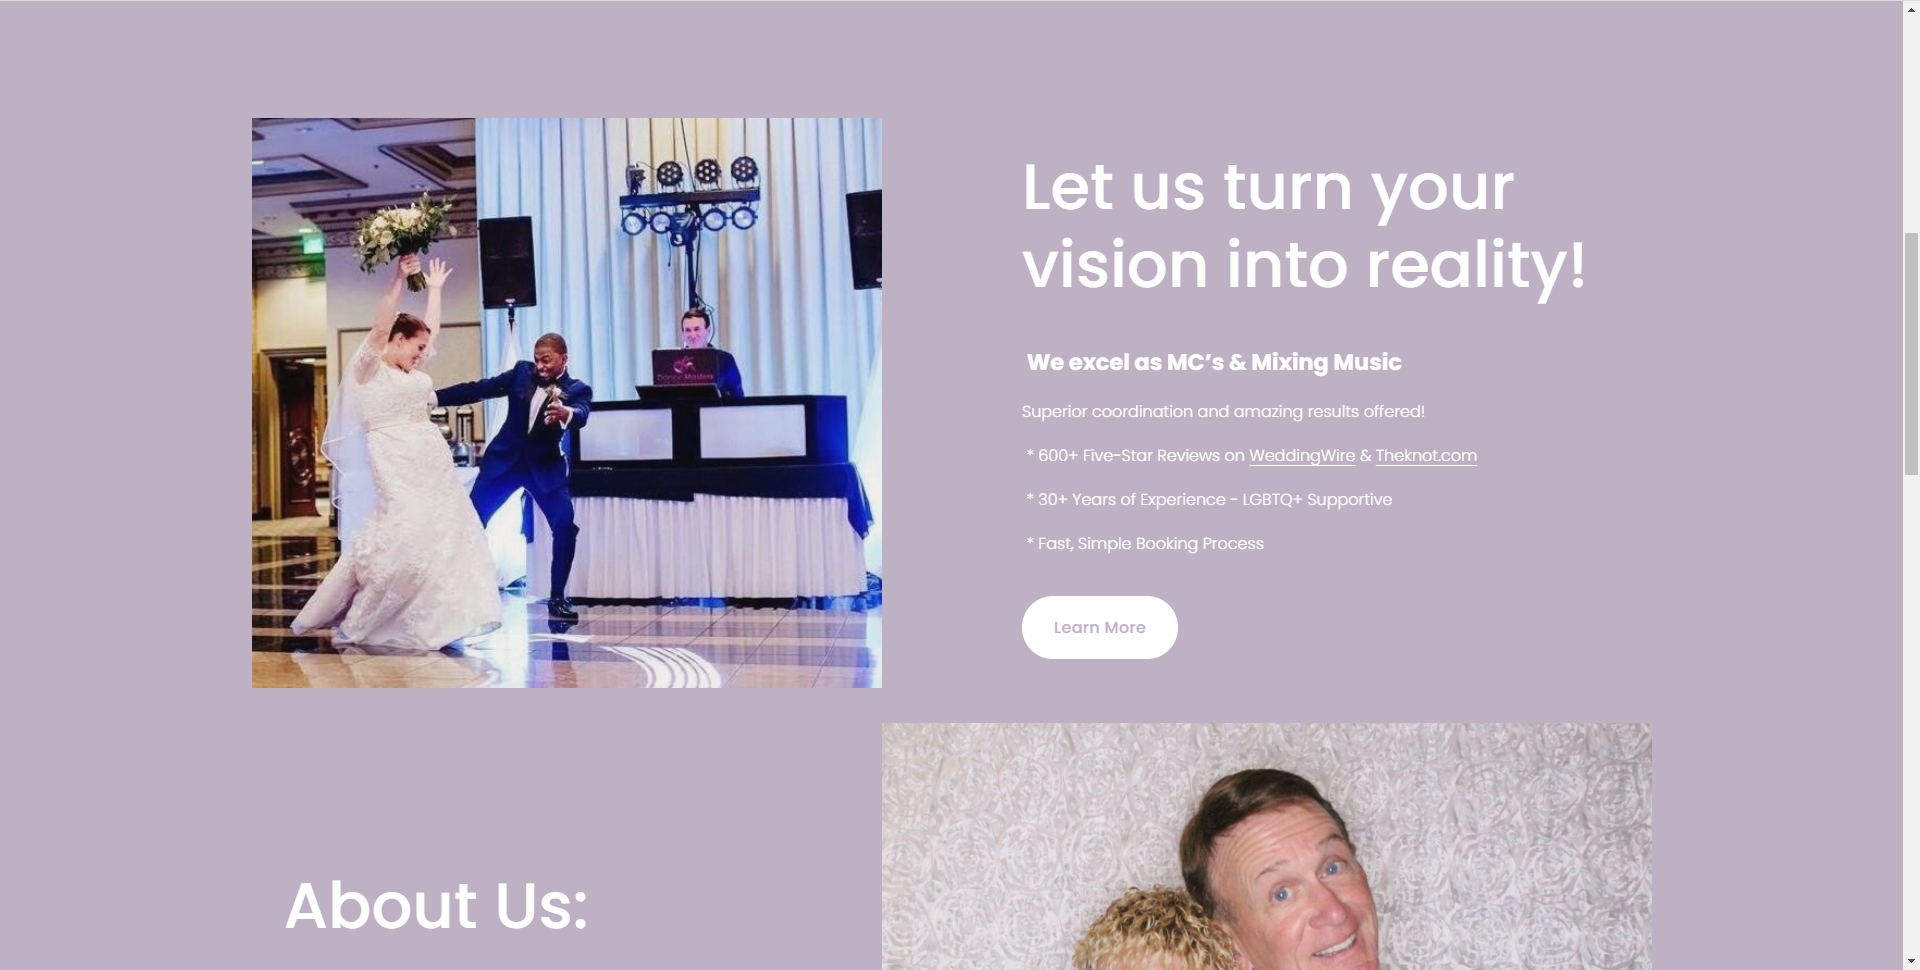 Let us turn your
vision into reality!
We excel as MC’s & Mixing Music
Superior coordination and amazing results offered!
* 600+ Five-Star Reviews on WeddingWire & Theknot.com
* 30+ Years of Experience - LGBTQ+ Supportive
* Fast, Simple Booking Process
Learn More
DanceMasters
About Us: